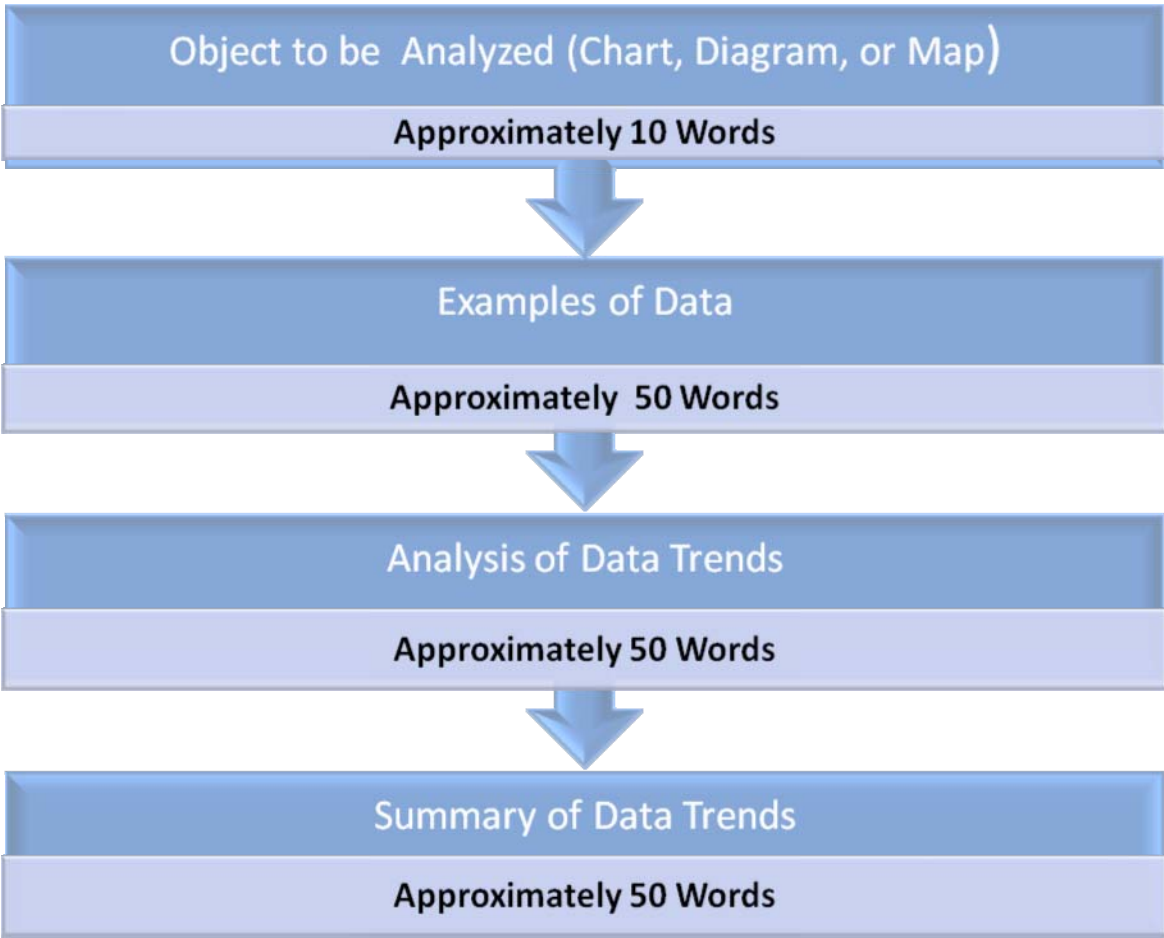 Object to be Analyzed (Chart, Diagram, or Map)
Approximately 10 Words
Examples of Data
Approximately 50 Words
Analysis of Data Trends
Approximately 50 Words
Summary of Data Trends
Approximately 50 Words